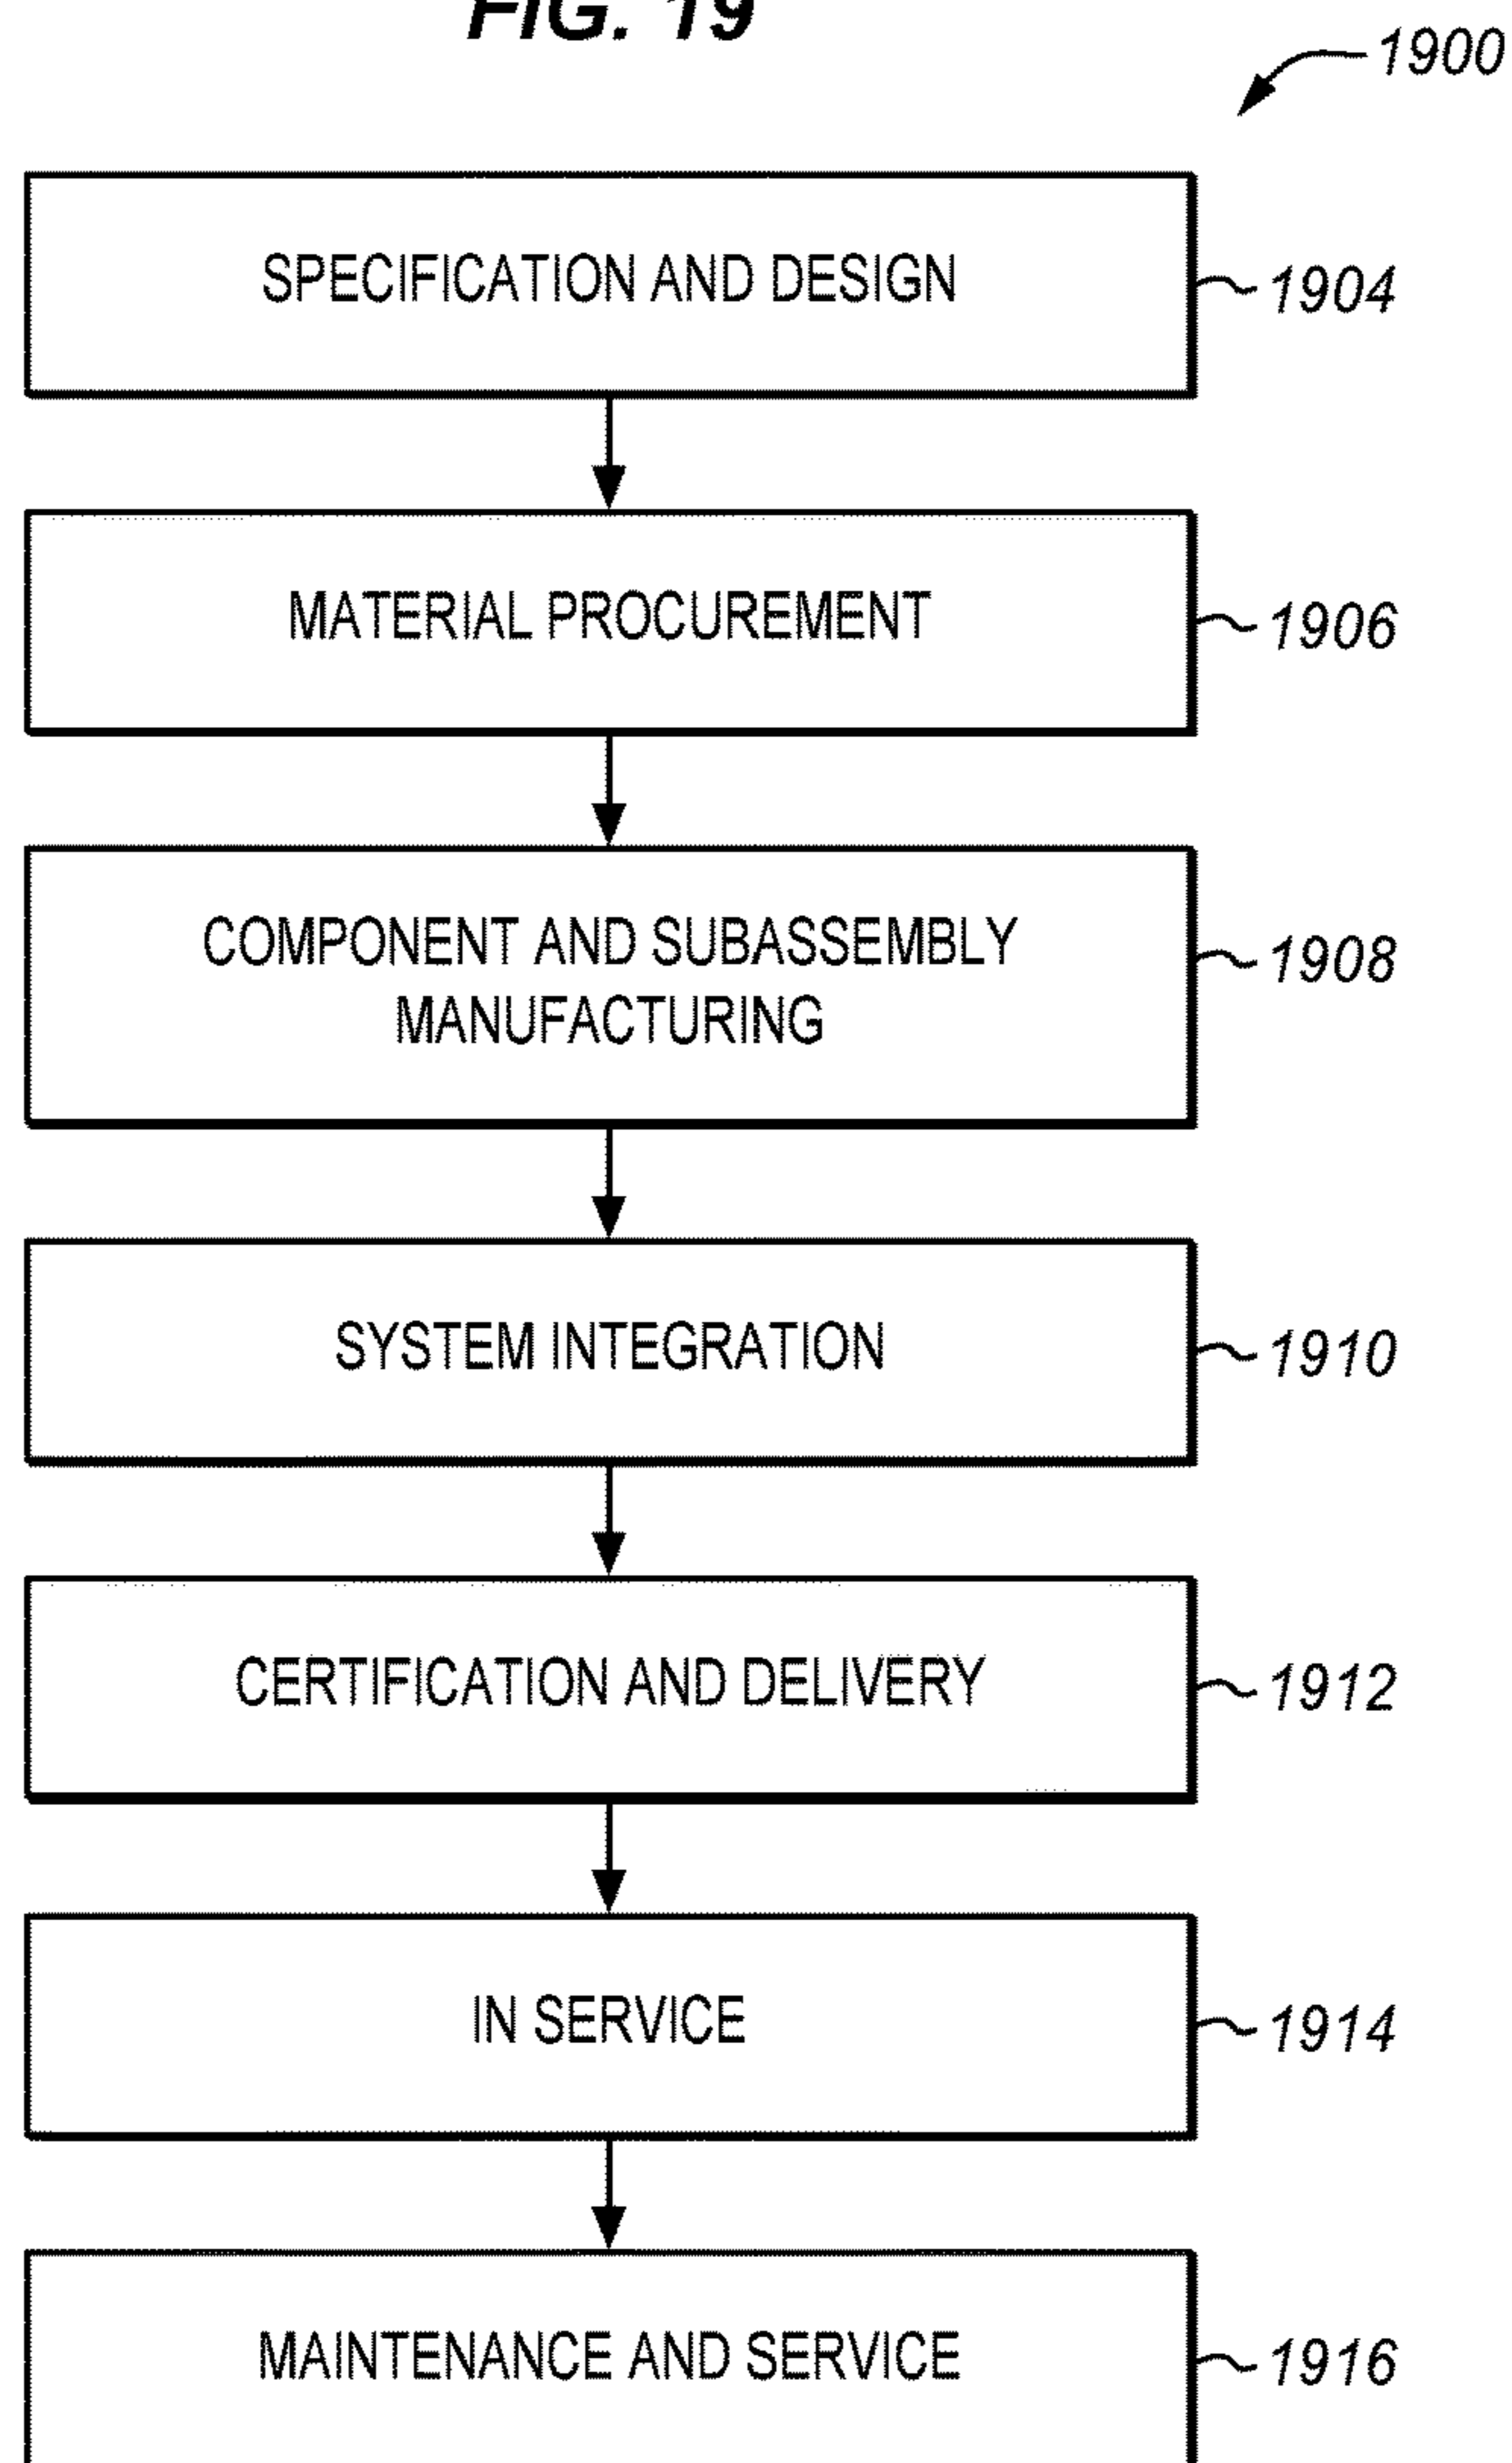 FIG. 19
1900
SPECIFICATION AND DESIGN
1904
MATERIAL PROCUREMENT
1906
COMPONENT AND SUBASSEMBLY
MANUFACTURING
1908
SYSTEM INTEGRATION
1910
CERTIFICATION AND DELIVERY
1912
IN SERVICE
1914
MAINTENANCE AND SERVICE
1916